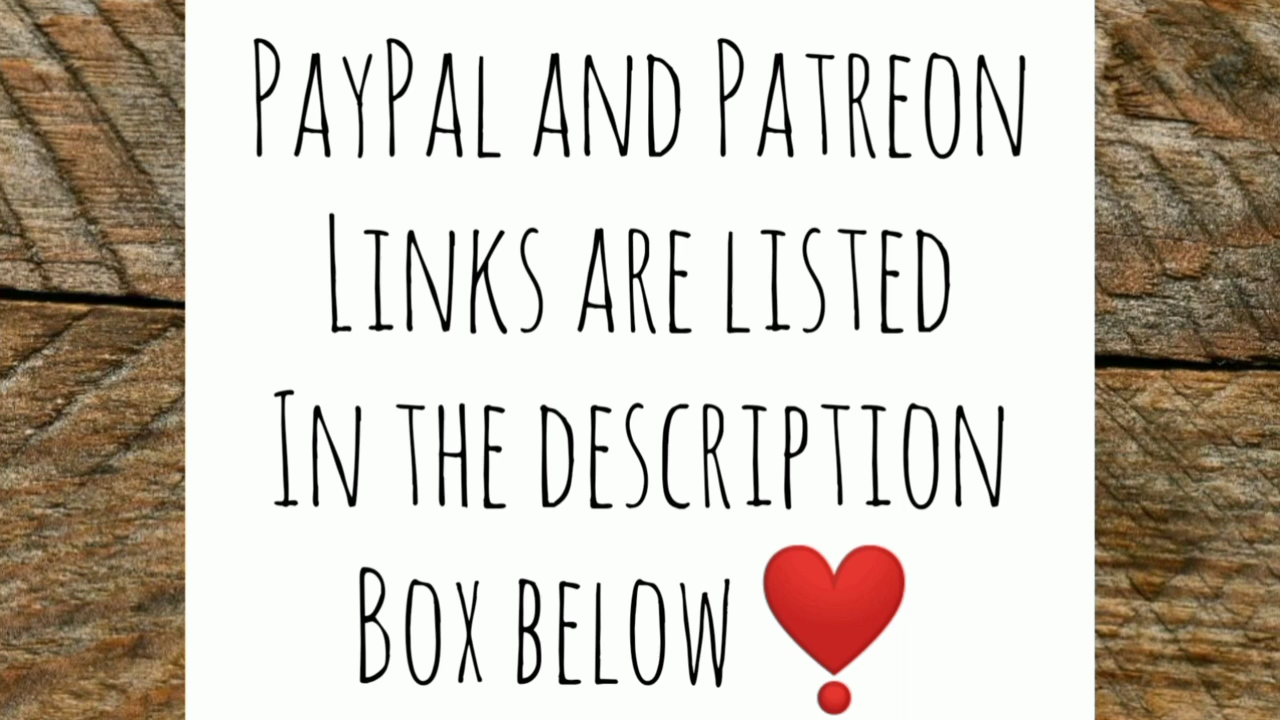 PayPal and Patreon
Links are listed
In the description
Box below ❣️